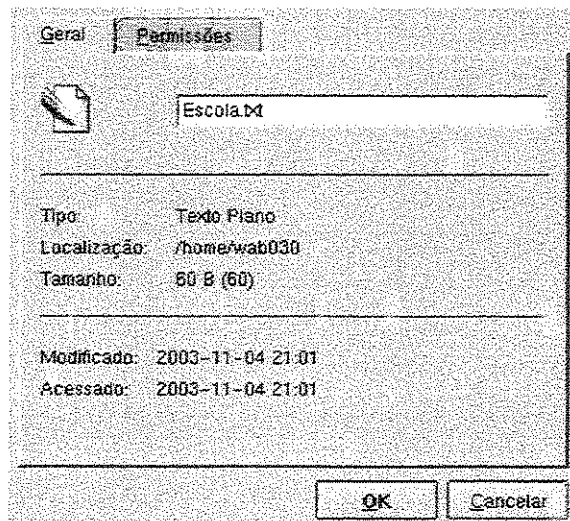 Geral Permissões
Escola.txt
Tipo: Texto Plano
Localização: /home/wab030
Tamanho: 60 B (60)
Modificado: 2003-11-04 21:01
Acessado: 2003-11-04 21:01
OK Cancelar